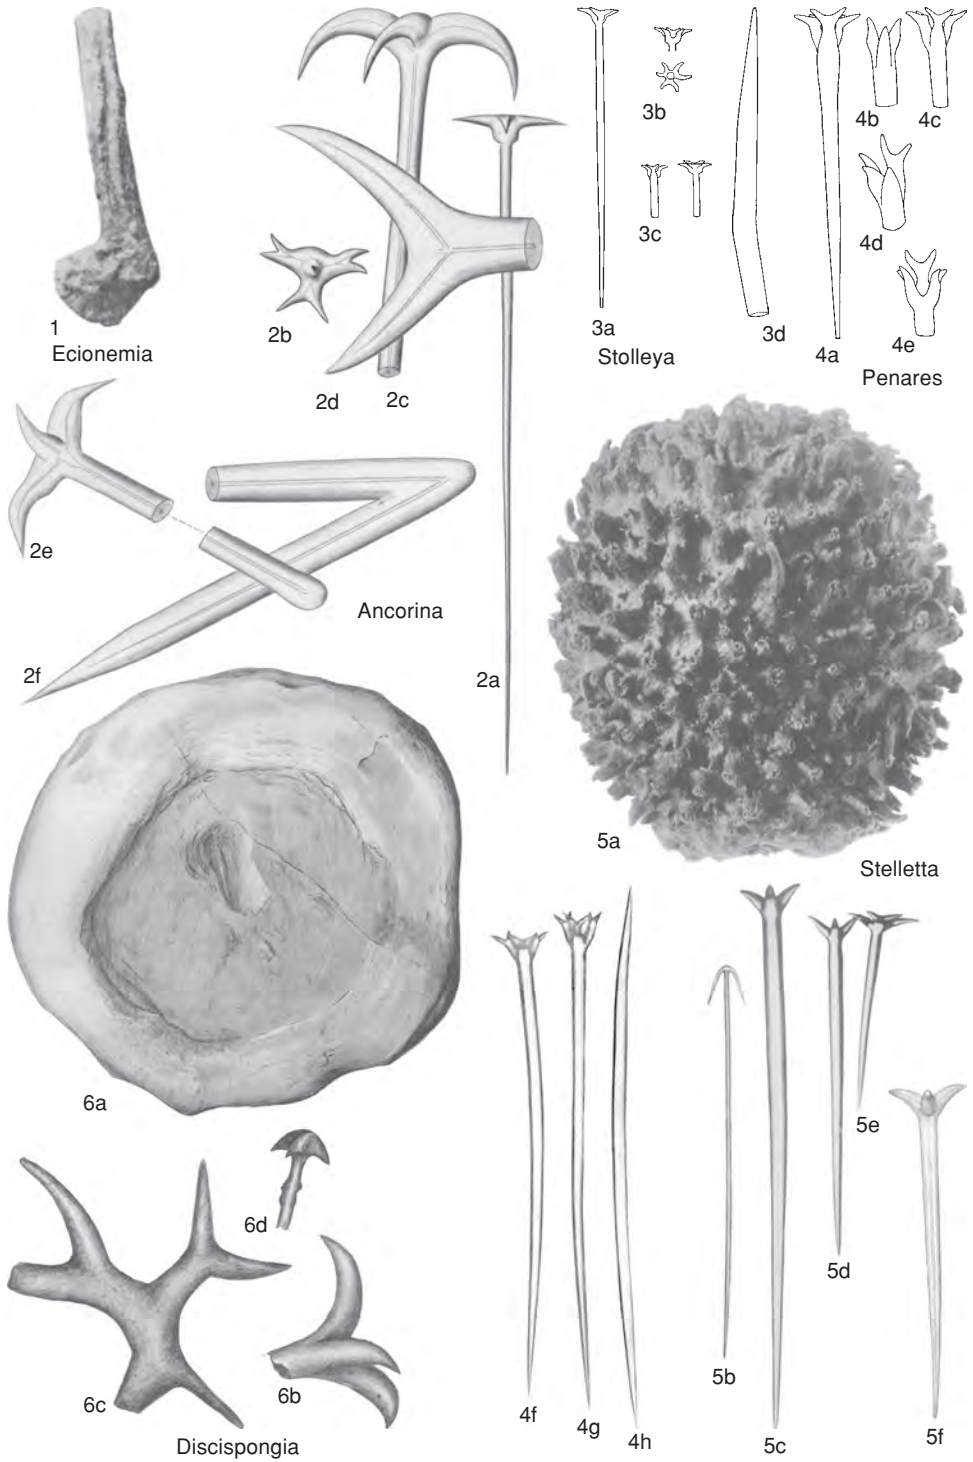 1
Ecionemia
2b
2d
2c
3a
3b
3c
3d
Stolleya
4a
4b
4c
4d
4e
Penares
2e
2f
Ancorina
2a
5a
Stelletta
6a
6d
6c
6b
Discispongia
4f
4g
4h
5b
5c
5d
5e
5f